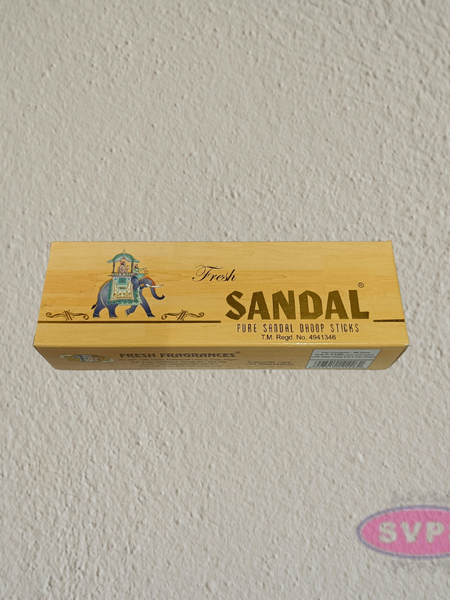 Fresh
SANDAL®
PURE SANDAL DHOOP STICKS
T.M. Regd. No. 4941346
FRESH FRAGRANCES®
SVP